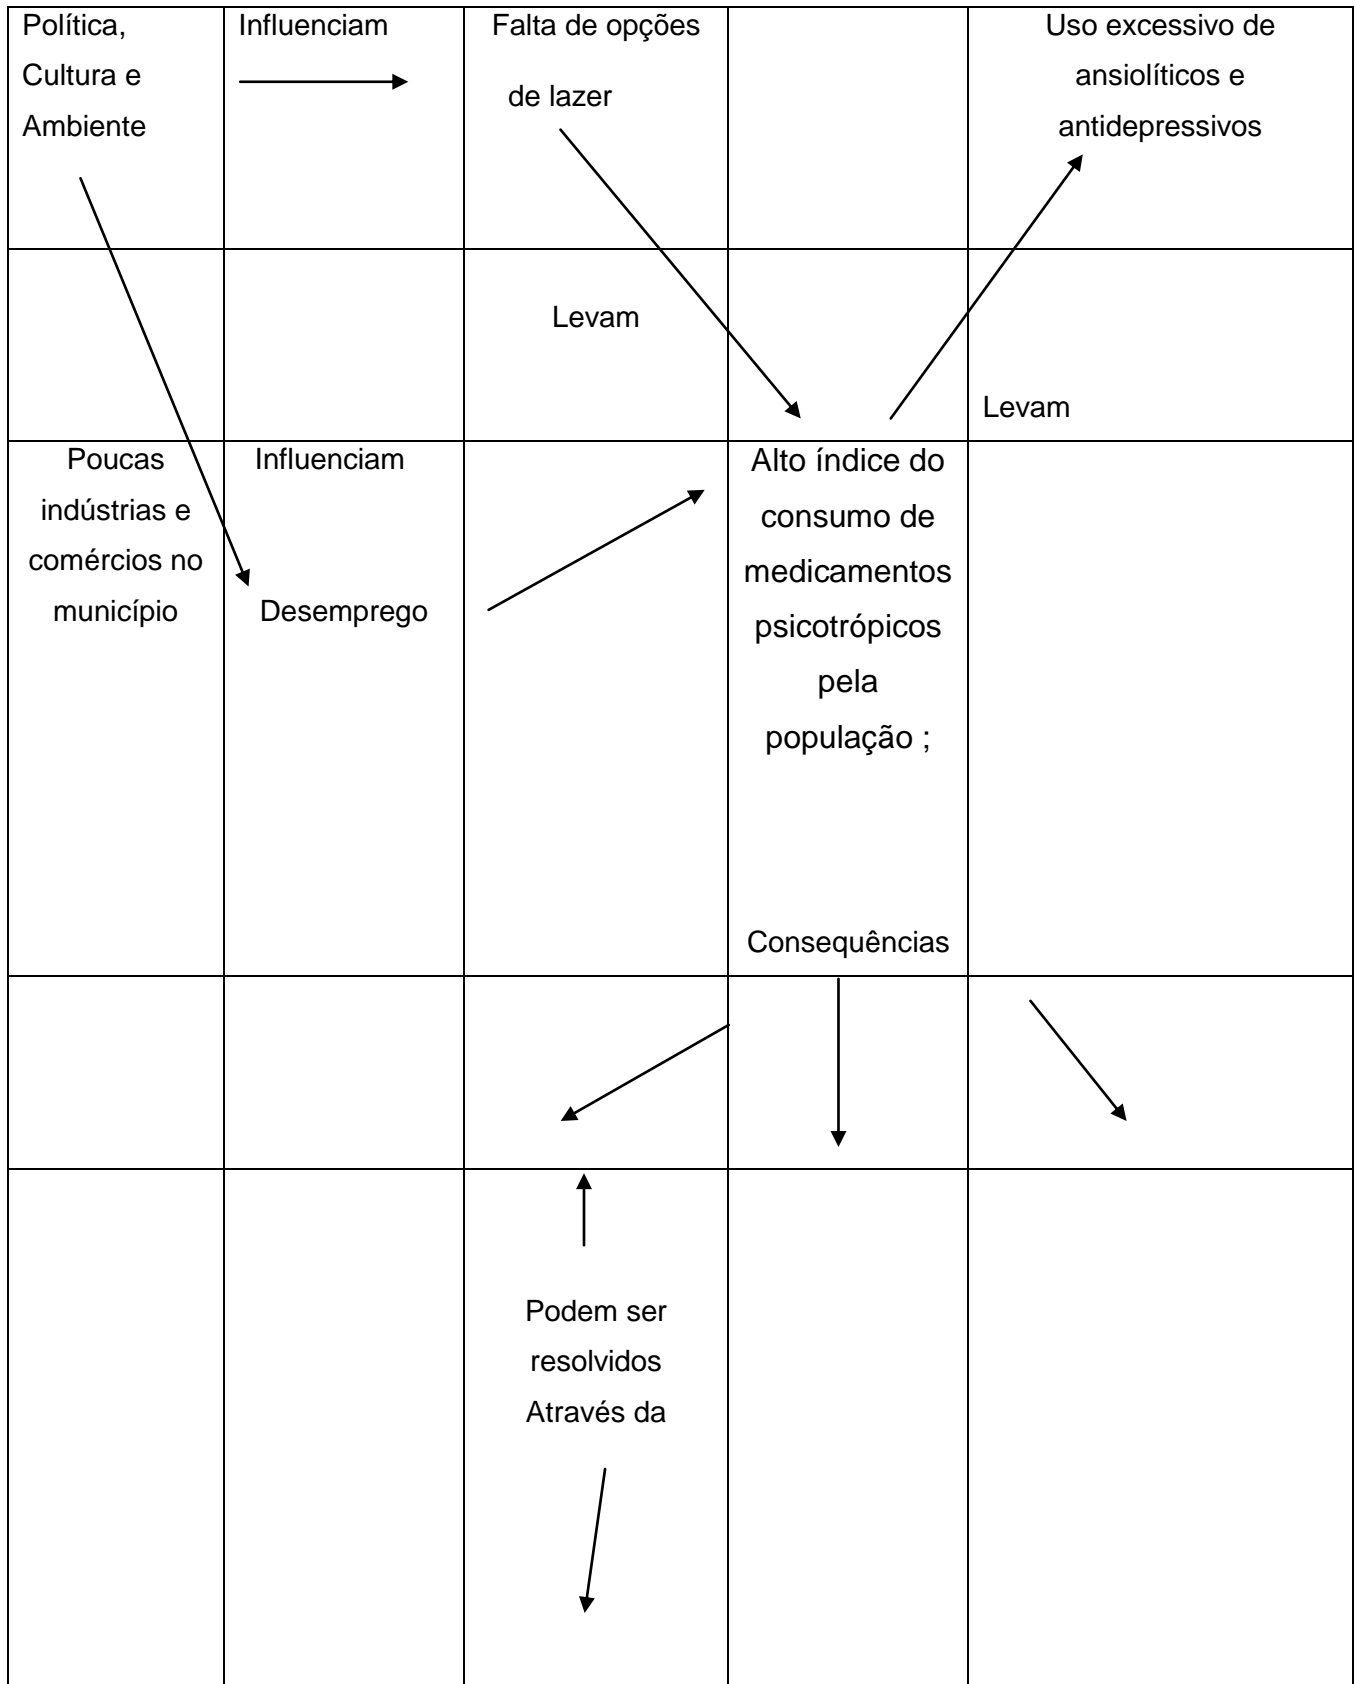 Política,
Cultura e
Ambiente
Influenciam
Falta de opções
de lazer
Uso excessivo de
ansiolíticos e
antidepressivos
Levam
Levam
Poucas
indústrias e
comércios no
município
Influenciam
Desemprego
Alto índice do
consumo de
medicamentos
psicotrópicos
pela
população ;
Consequências
Podem ser
resolvidos
Através da